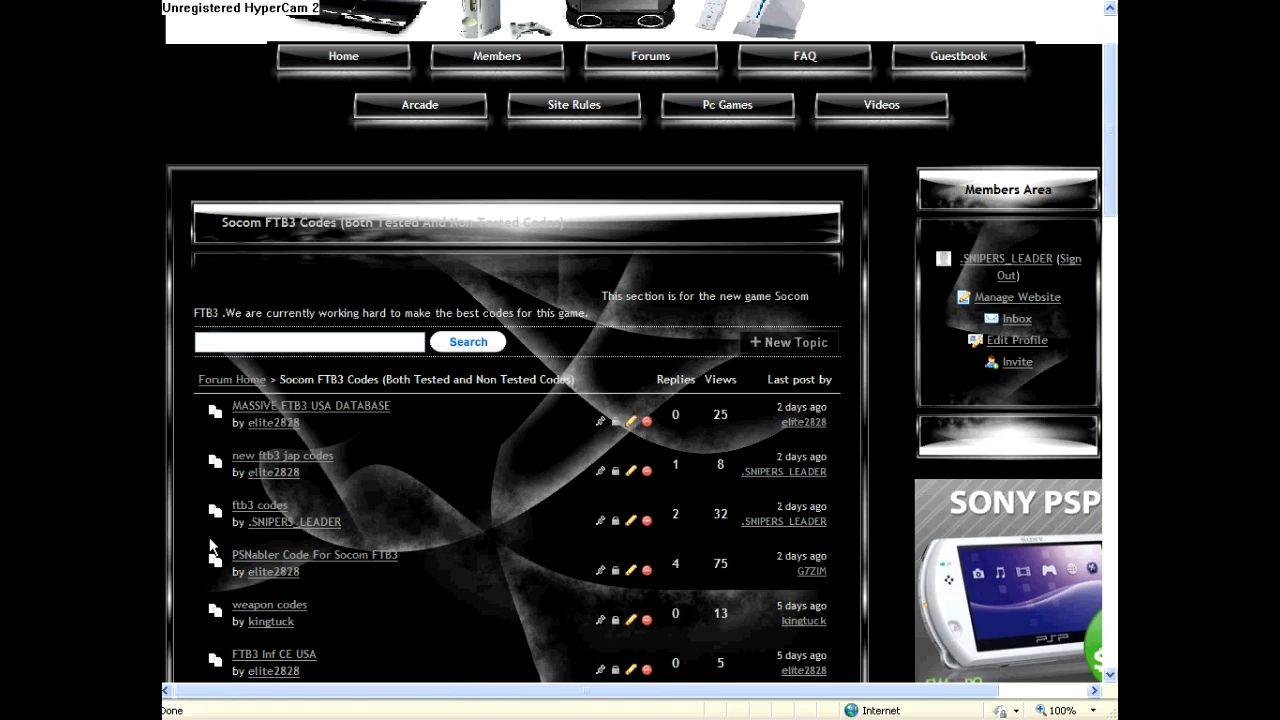 Unregistered HyperCam 2
Home Members Forums FAQ Guestbook
Arcade Site Rules Pc Games Videos
Members Area
Socom FTB3 Codes (Both Tested And Non Tested Codes)
.SNIPERS_LEADER (Sign
Out)
Manage Website
Inbox
Edit Profile
Invite
This section is for the new game Socom
FTB3 .We are currently working hard to make the best codes for this game.
Search
+ New Topic
Forum Home > Socom FTB3 Codes (Both Tested and Non Tested Codes) Replies Views Last post by
MASSIVE FTB3 USA DATABASE
by elite2828
0 25
2 days ago
elite2828
new ftb3 jap codes
by elite2828
1 8
2 days ago
.SNIPERS_LEADER
ftb3 codes
by .SNIPERS_LEADER
2 32
2 days ago
.SNIPERS_LEADER
PSNabler Code For Socom FTB3
by elite2828
4 75
2 days ago
G7ZIM
weapon codes
by kingtuck
0 13
5 days ago
kingtuck
FTB3 Inf CE USA
by elite2828
0 5
5 days ago
elite2828
SONY PSP
SONY
PSP
Done
Internet
100%